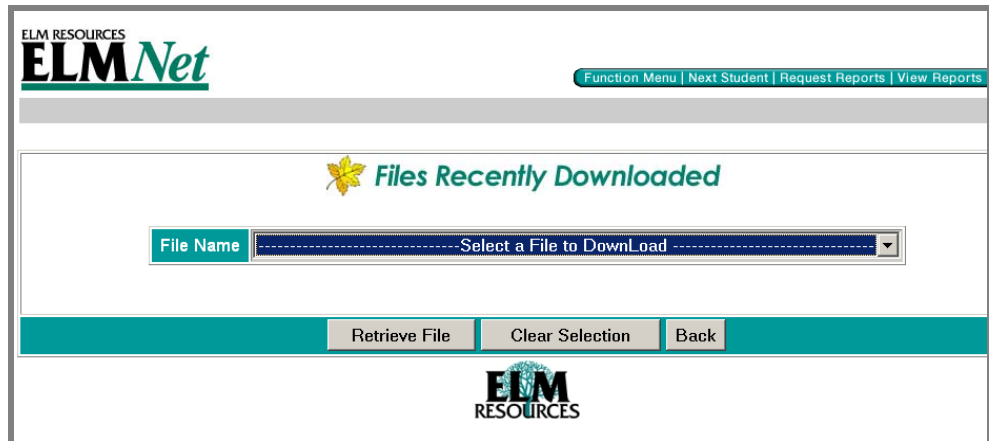 ELM RESOURCES
ELMNet
Function Menu | Next Student | Request Reports | View Reports
Files Recently Downloaded
File Name
-------------------------------Select a File to DownLoad -------------------------------
Retrieve File
Clear Selection
Back
ELM
RESOURCES